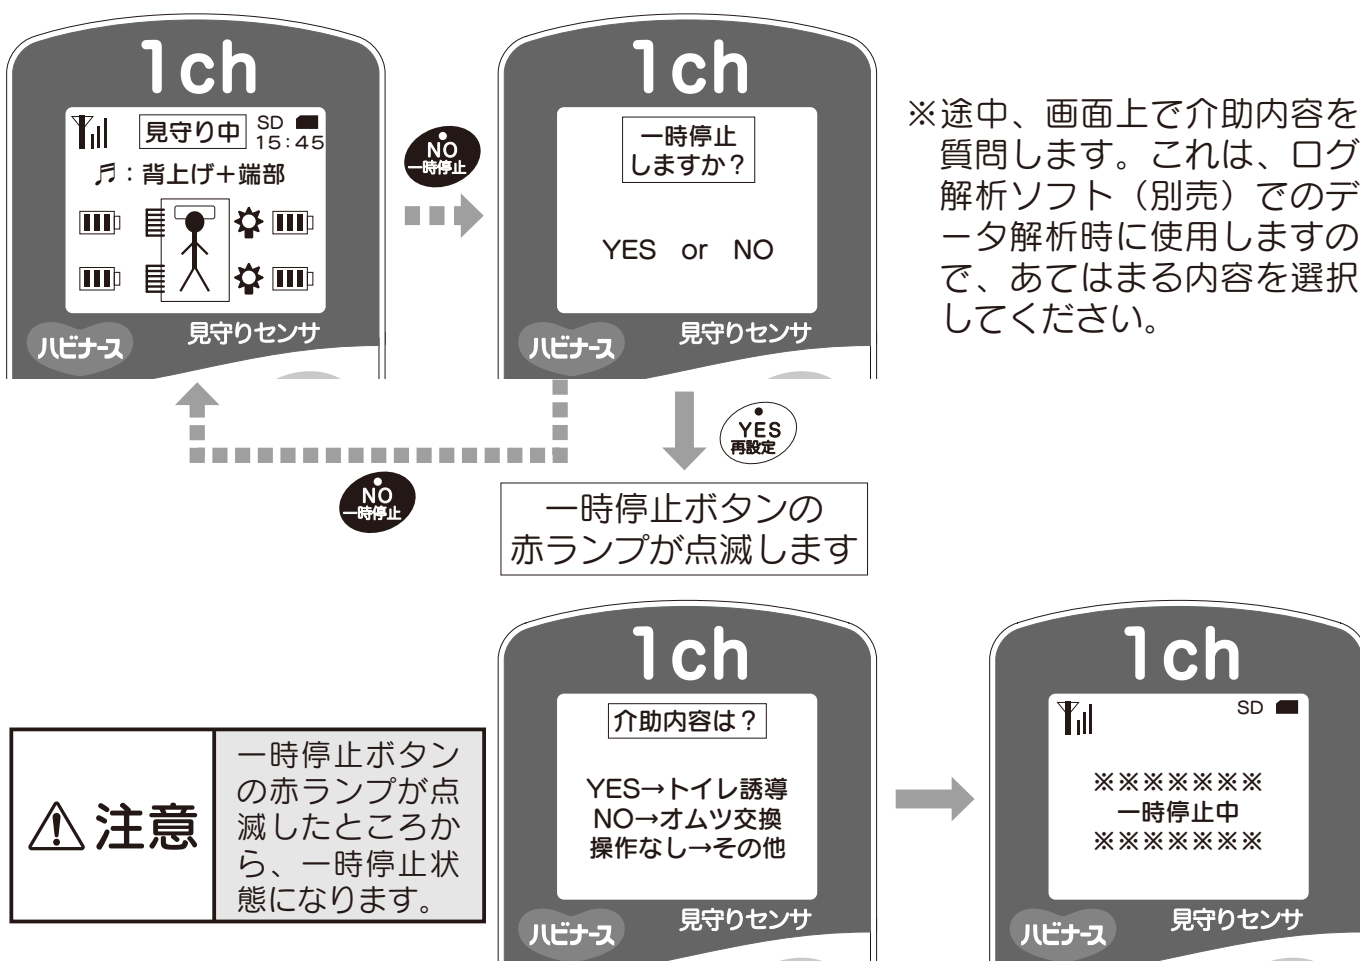 1ch
見守り中
SD
15:45
♬：背上げ＋端部
ハビナース
見守りセンサ
NO
一時停止
1ch
一時停止
しますか？
YES or NO
ハビナース
見守りセンサ
※途中、画面上で介助内容を
質問します。これは、ログ
解析ソフト（別売）でのデ
ータ解析時に使用しますの
で、あてはまる内容を選択
してください。
NO
一時停止
YES
再設定
一時停止ボタンの
赤ランプが点滅します
⚠注意
一時停止ボタン
の赤ランプが点
滅したところか
ら、一時停止状
態になります。
1ch
介助内容は？
YES→トイレ誘導
NO→オムツ交換
操作なし→その他
ハビナース
見守りセンサ
1ch
SD
※※※※※※※
一時停止中
※※※※※※※
ハビナース
見守りセンサ